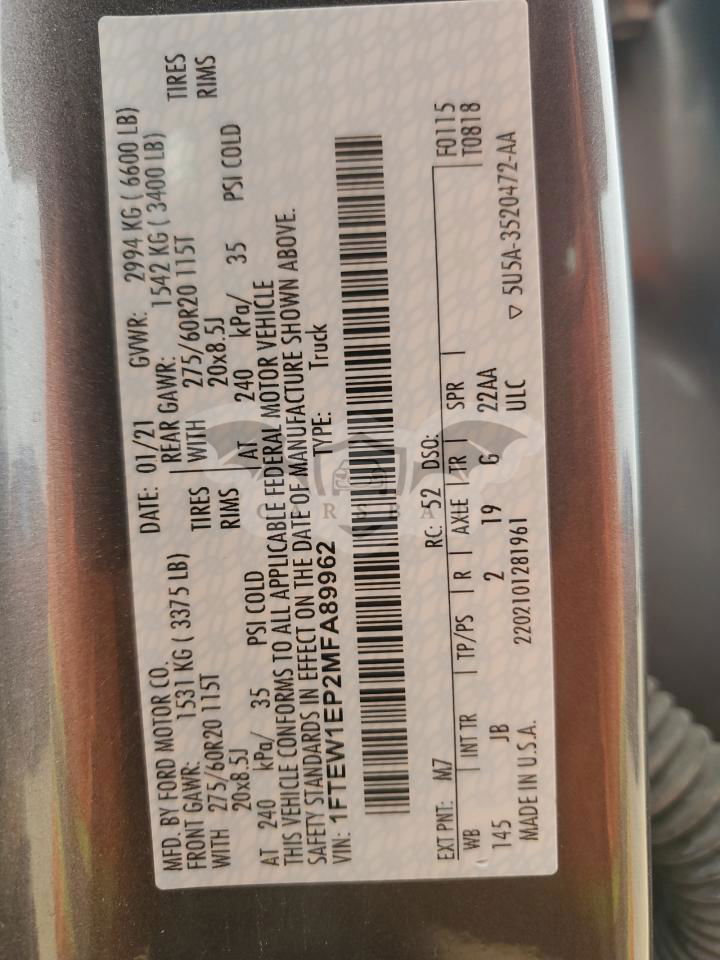 MFD. BY FORD MOTOR CO. DATE: 01/21 GVWR: 2994 KG ( 6600 LB)
FRONT GAWR: REAR GAWR:
1531 KG ( 3375 LB) 1542 KG ( 3400 LB)
WITH 275/60R20 115T TIRES WITH 275/60R20 115T TIRES
20x8.5J RIMS 20x8.5J RIMS
AT 240 kPa/ 35 PSI COLD AT 240 kPa/ 35 PSI COLD
THIS VEHICLE CONFORMS TO ALL APPLICABLE FEDERAL MOTOR VEHICLE
SAFETY STANDARDS IN EFFECT ON THE DATE OF MANUFACTURE SHOWN ABOVE.
VIN: 1FTEW1EP2MFA89962 TYPE: Truck
EXT PNT: M7 RC: 52 DSO: F0115
WB INT TR TP/PS R AXLE TR SPR T0818
145 JB 2 19 G 22AA
ULC
MADE IN U.S.A. 2202101281961 ▽ 5U5A-3520472-AA